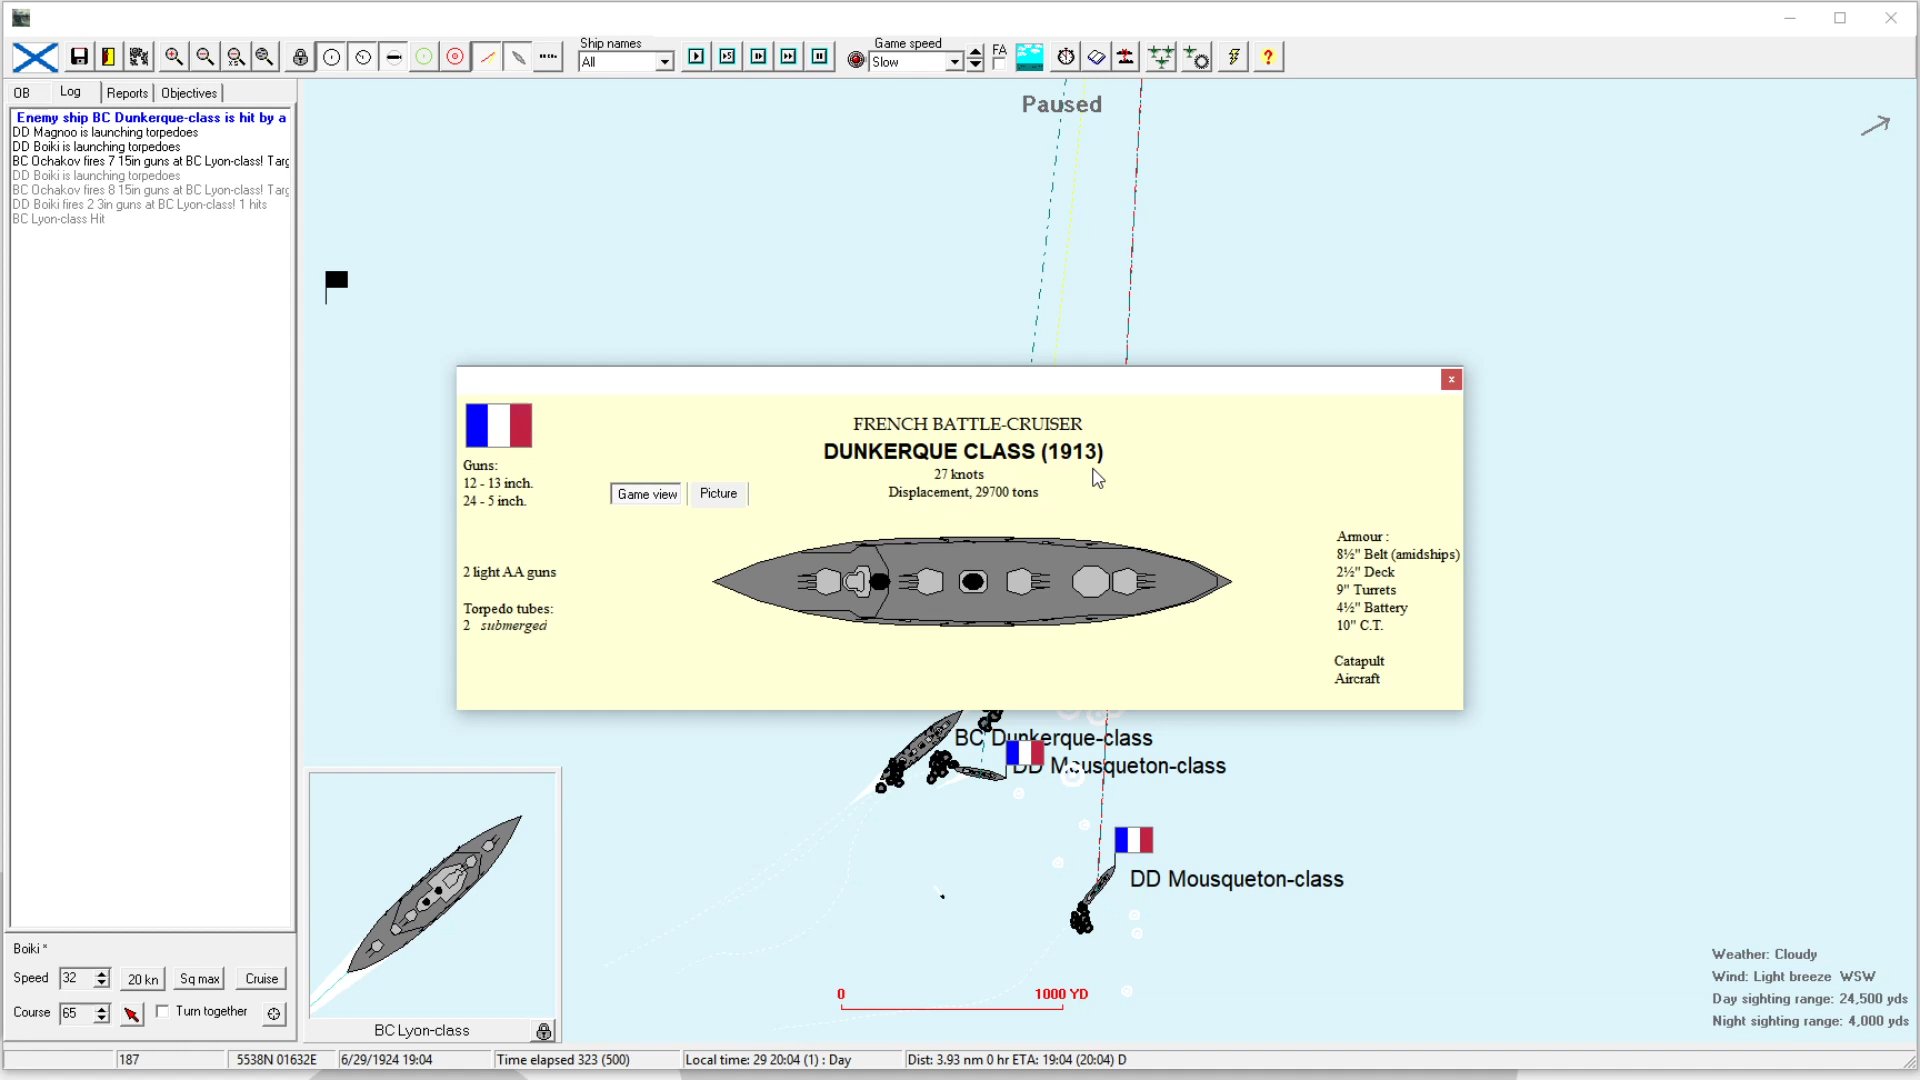 Ship names
All
Game speed
Slow
FA
OB
Log
Reports
Objectives
Enemy ship BC Dunkerque-class is hit by a
DD Magnoo is launching torpedoes
DD Boiki is launching torpedoes
BC Ochakov fires 7 15in guns at BC Lyon-class! Targ
DD Boiki is launching torpedoes
BC Ochakov fires 8 15in guns at BC Lyon-class! Targ
DD Boiki fires 2 3in guns at BC Lyon-class! 1 hits
BC Lyon-class Hit
Paused
FRENCH BATTLE-CRUISER
DUNKERQUE CLASS (1913)
27 knots
Displacement, 29700 tons
Guns:
12 - 13 inch.
24 - 5 inch.
Game view
Picture
2 light AA guns
Torpedo tubes:
2 submerged
Armour :
8½" Belt (amidships)
2½" Deck
9" Turrets
4½" Battery
10" C.T.
Catapult
Aircraft
BC Dunkerque-class
DD Mousqueton-class
DD Mousqueton-class
0 1000 YD
BC Lyon-class
Boiki *
Speed 32 20 kn Sq max Cruise
Course 65 Turn together
Weather: Cloudy
Wind: Light breeze WSW
Day sighting range: 24,500 yds
Night sighting range: 4,000 yds
187
5538N 01632E
6/29/1924 19:04
Time elapsed 323 (500)
Local time: 29 20:04 (1) : Day
Dist: 3.93 nm 0 hr ETA: 19:04 (20:04) D